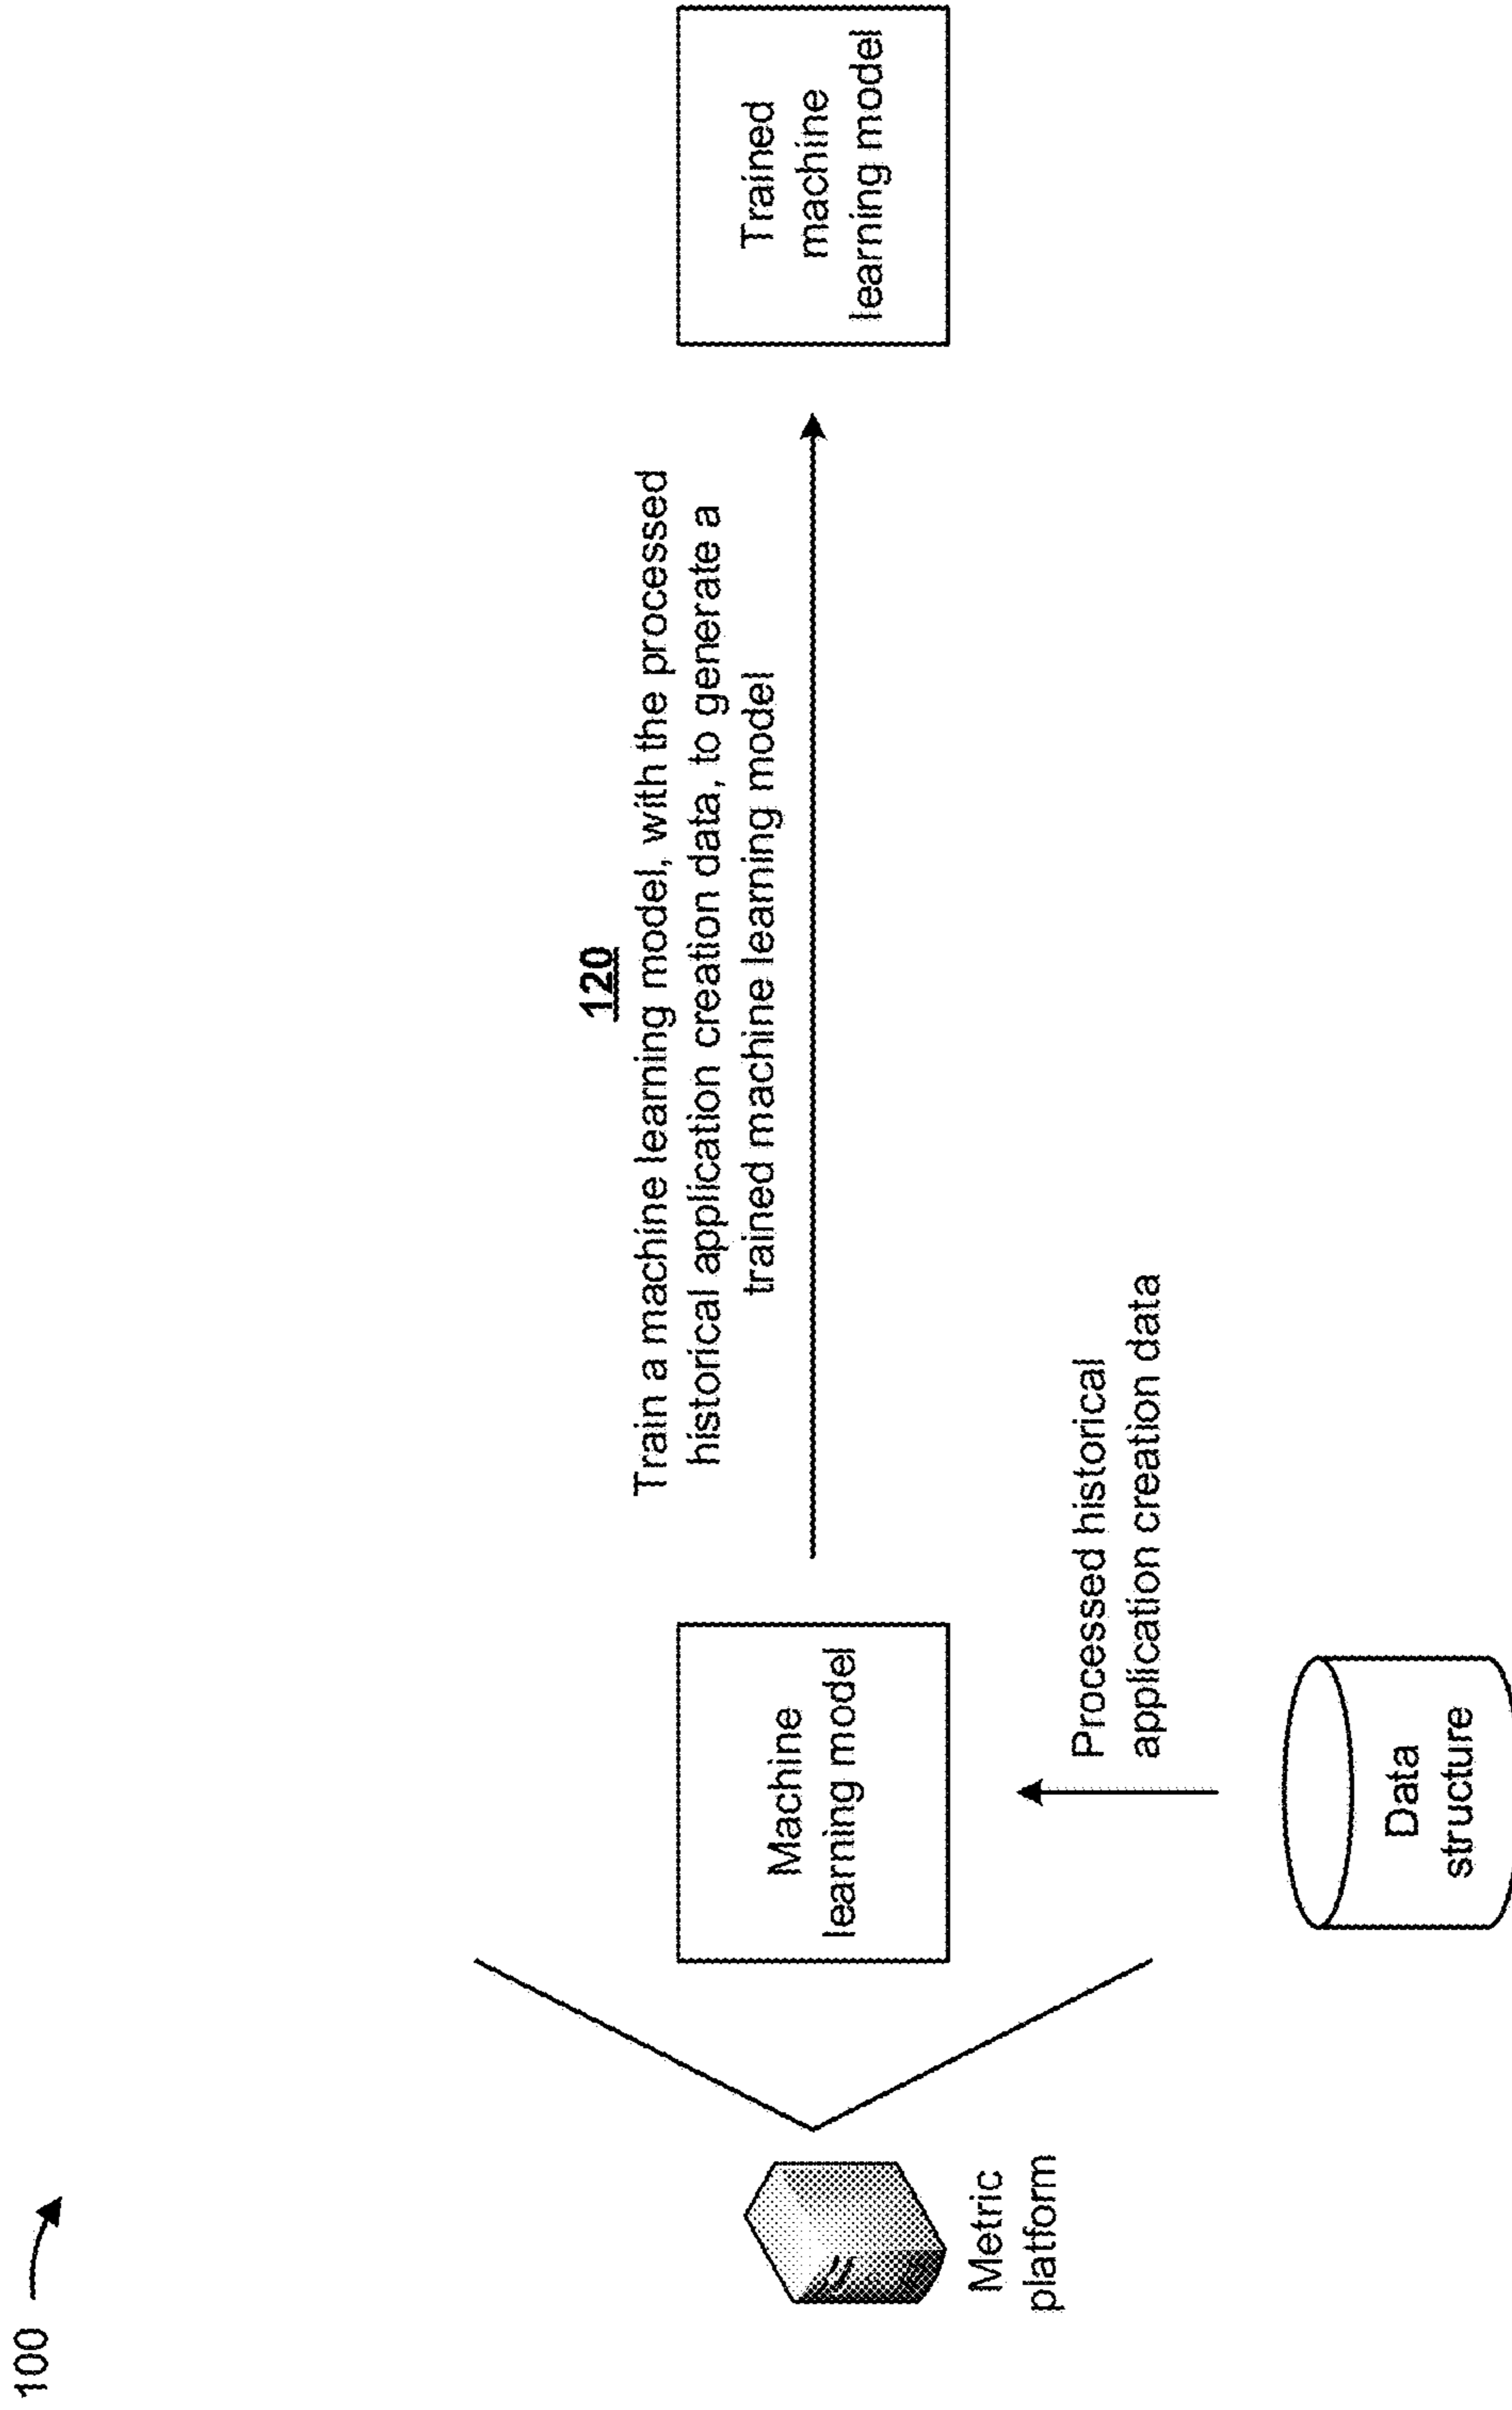 100
120
Train a machine learning model, with the processed
historical application creation data, to generate a
trained machine learning model
Metric
platform
Machine
learning model
Trained
machine
learning model
Processed historical
application creation data
Data
structure